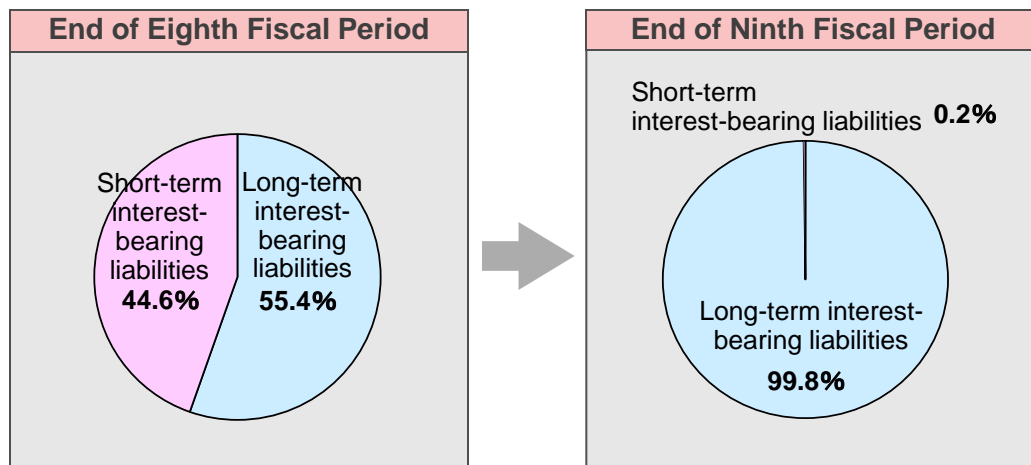 End of Eighth Fiscal Period
Short-term
interest-
bearing
liabilities
44.6%
Long-term
interest-
bearing
liabilities
55.4%
End of Ninth Fiscal Period
Short-term
interest-bearing liabilities 0.2%
Long-term interest-
bearing liabilities
99.8%